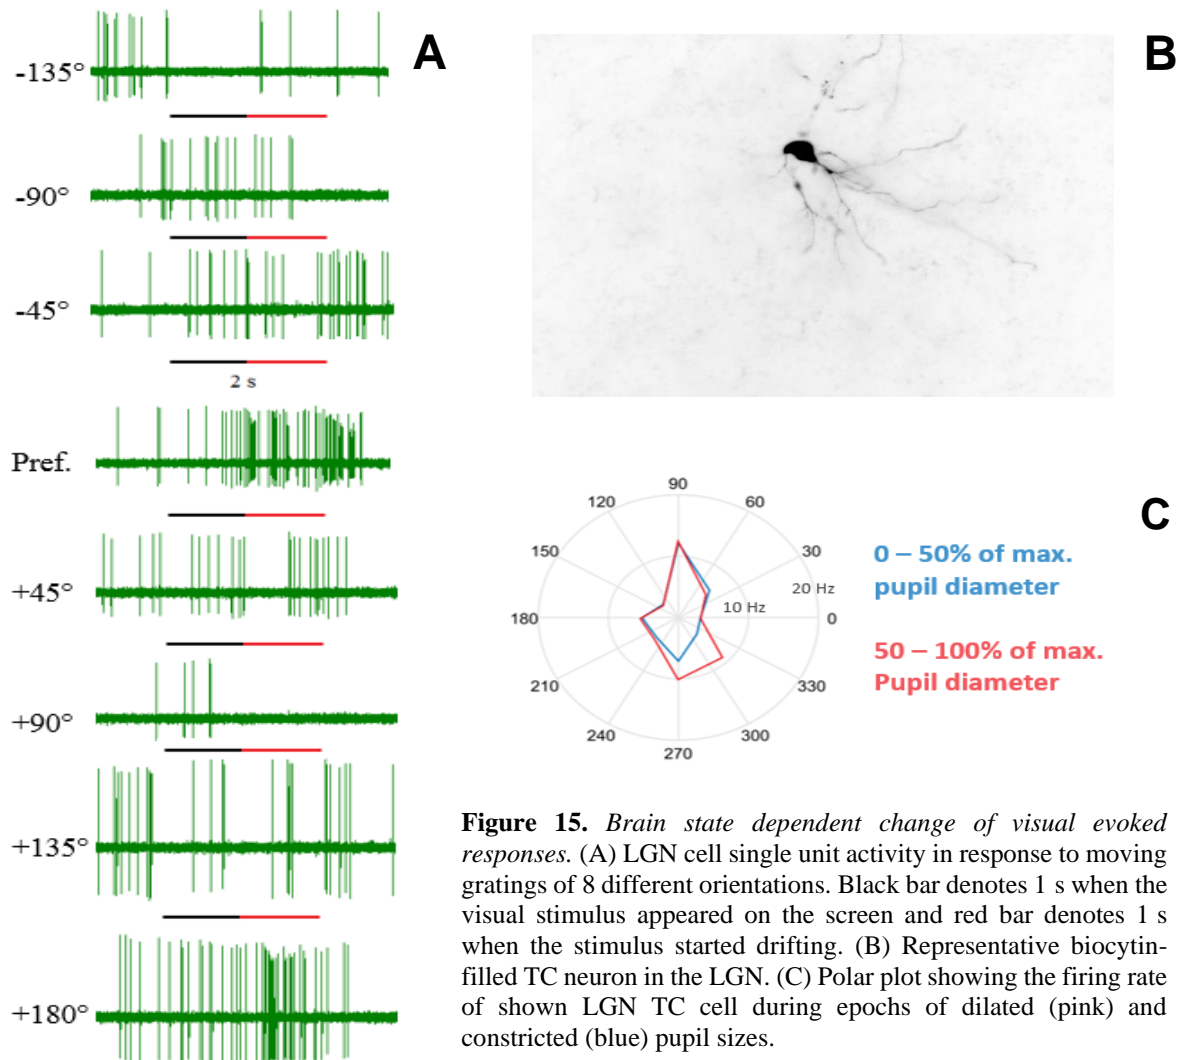 A
-135°
-90°
-45°
2 s
Pref.
+45°
+90°
+135°
+180°
B
C
90
120
60
150
30
20 Hz
10 Hz
180
0
210
330
240
300
270
0 – 50% of max.
pupil diameter
50 – 100% of max.
Pupil diameter
Figure 15. Brain state dependent change of visual evoked
responses. (A) LGN cell single unit activity in response to moving
gratings of 8 different orientations. Black bar denotes 1 s when the
visual stimulus appeared on the screen and red bar denotes 1 s
when the stimulus started drifting. (B) Representative biocytin-
filled TC neuron in the LGN. (C) Polar plot showing the firing rate
of shown LGN TC cell during epochs of dilated (pink) and
constricted (blue) pupil sizes.